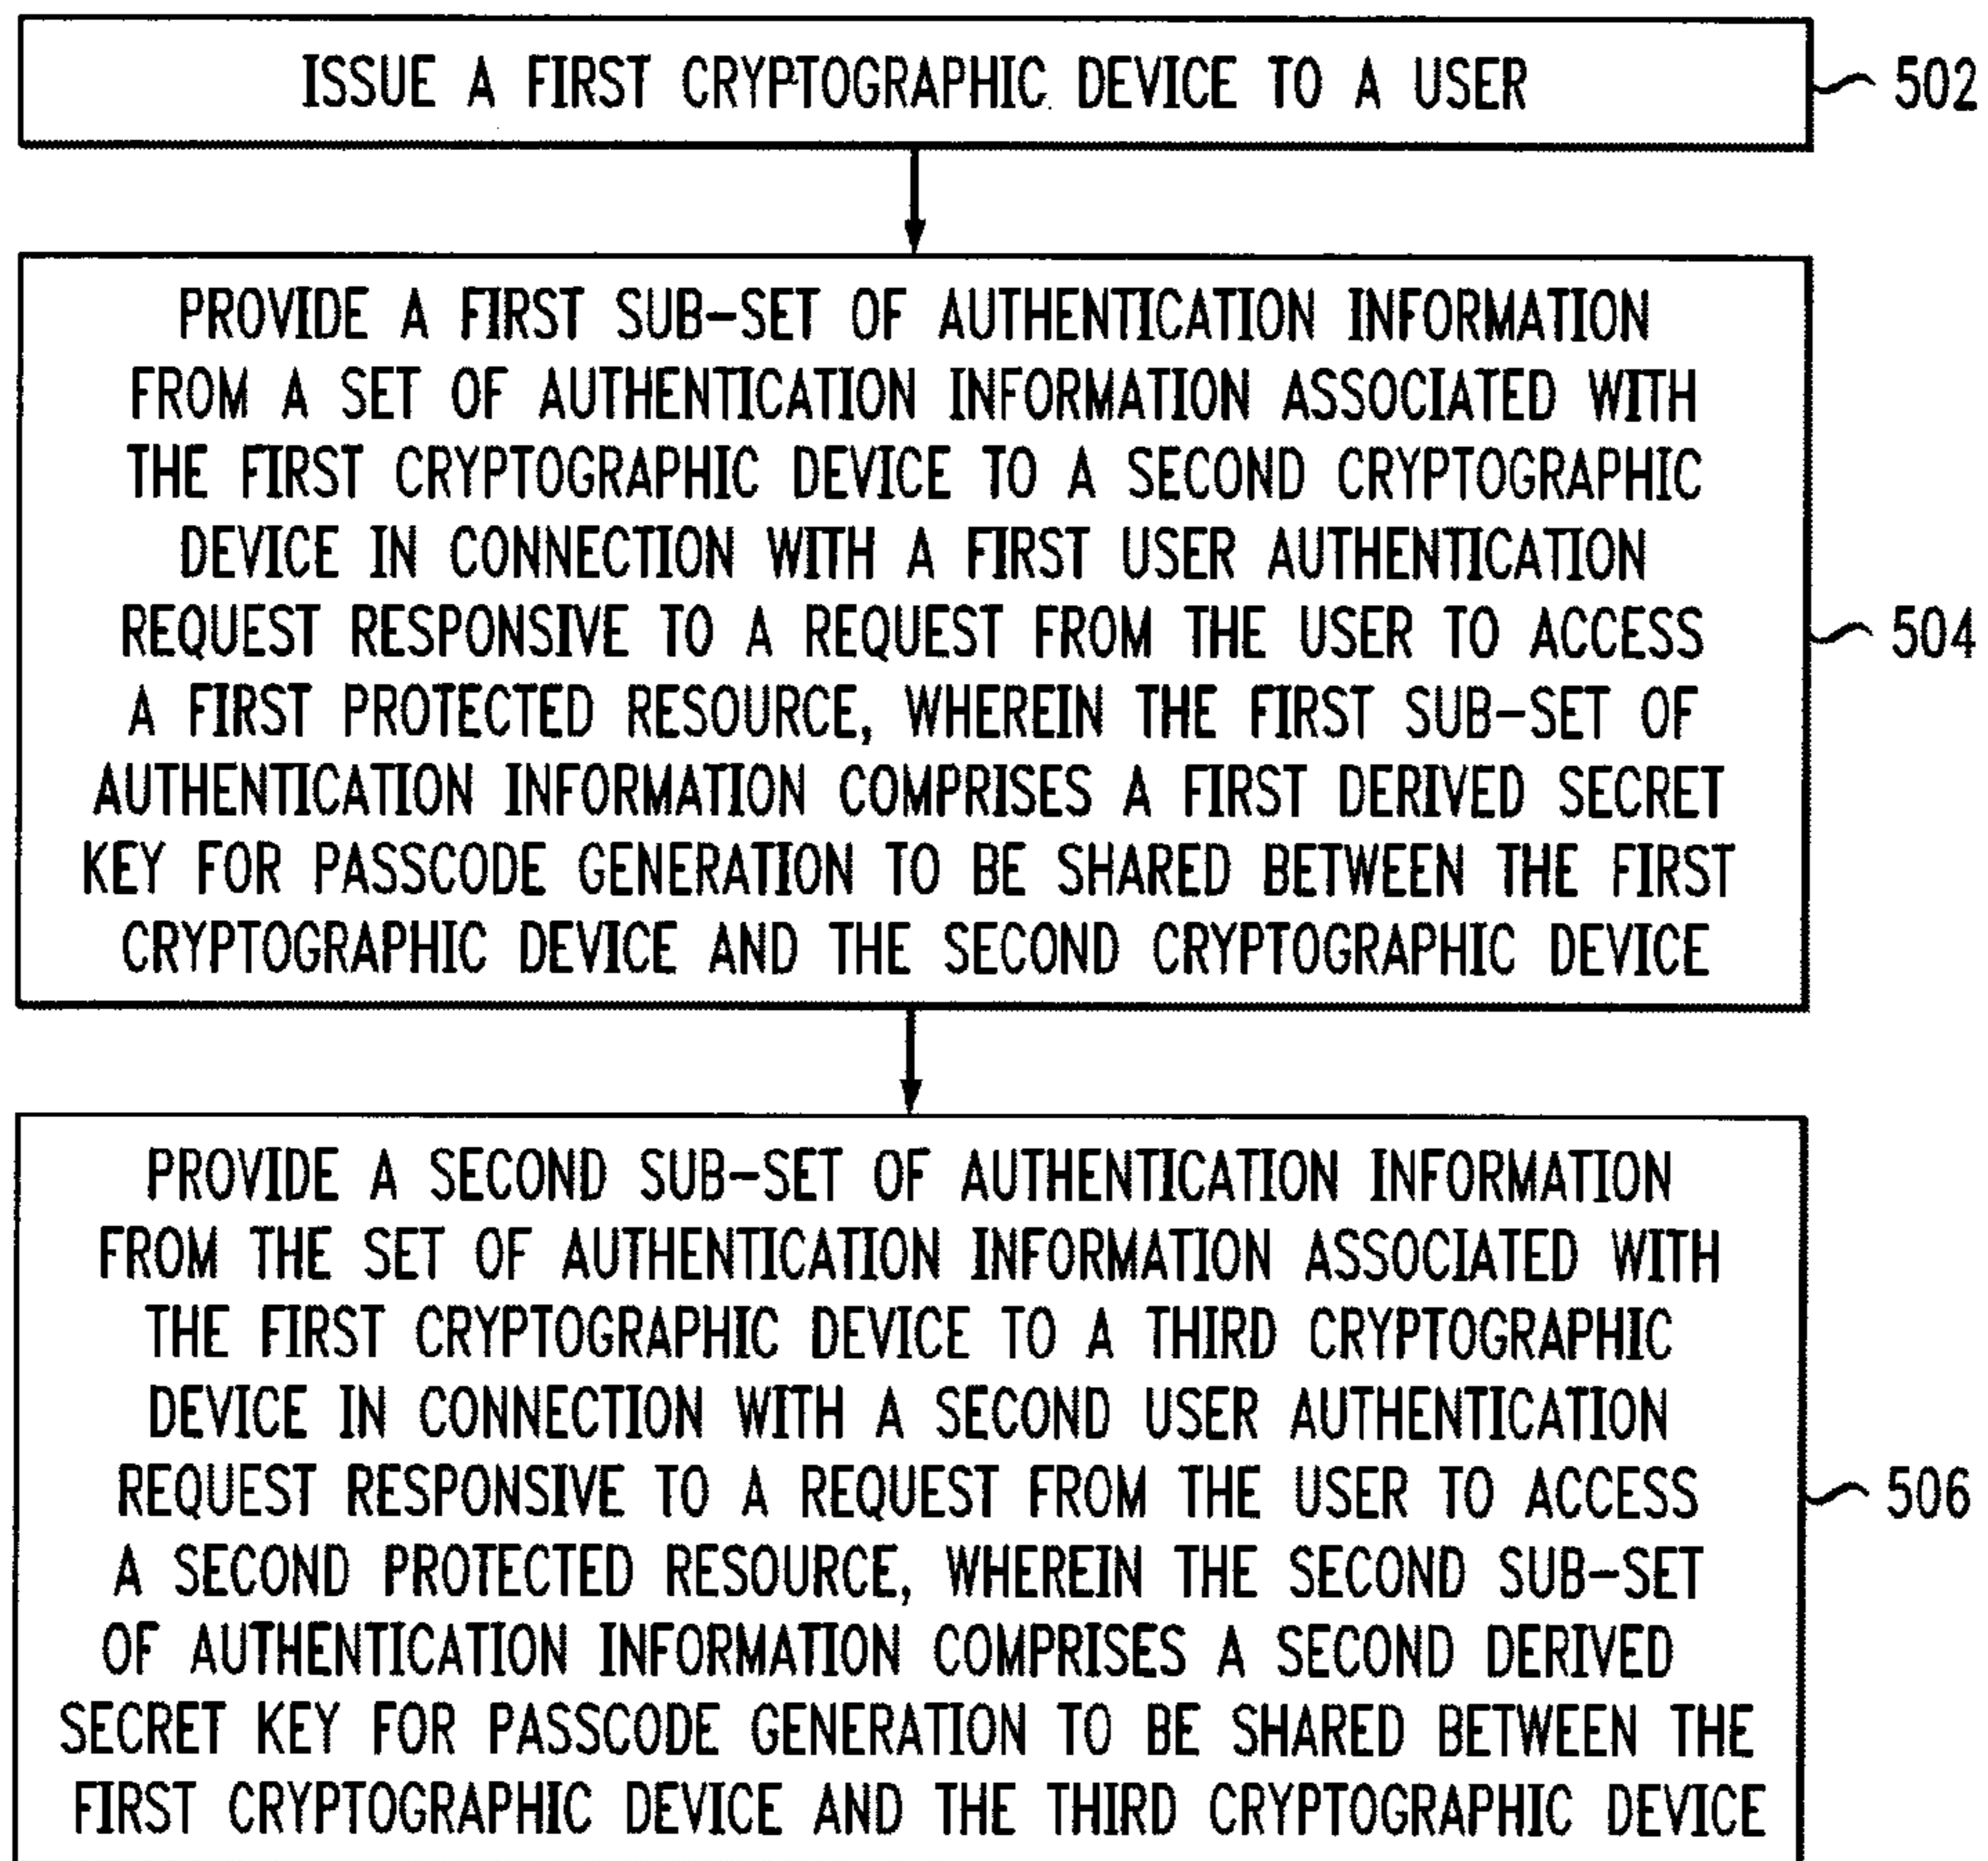 ISSUE A FIRST CRYPTOGRAPHIC DEVICE TO A USER
502
PROVIDE A FIRST SUB-SET OF AUTHENTICATION INFORMATION
FROM A SET OF AUTHENTICATION INFORMATION ASSOCIATED WITH
THE FIRST CRYPTOGRAPHIC DEVICE TO A SECOND CRYPTOGRAPHIC
DEVICE IN CONNECTION WITH A FIRST USER AUTHENTICATION
REQUEST RESPONSIVE TO A REQUEST FROM THE USER TO ACCESS
A FIRST PROTECTED RESOURCE, WHEREIN THE FIRST SUB-SET OF
AUTHENTICATION INFORMATION COMPRISES A FIRST DERIVED SECRET
KEY FOR PASSCODE GENERATION TO BE SHARED BETWEEN THE FIRST
CRYPTOGRAPHIC DEVICE AND THE SECOND CRYPTOGRAPHIC DEVICE
504
PROVIDE A SECOND SUB-SET OF AUTHENTICATION INFORMATION
FROM THE SET OF AUTHENTICATION INFORMATION ASSOCIATED WITH
THE FIRST CRYPTOGRAPHIC DEVICE TO A THIRD CRYPTOGRAPHIC
DEVICE IN CONNECTION WITH A SECOND USER AUTHENTICATION
REQUEST RESPONSIVE TO A REQUEST FROM THE USER TO ACCESS
A SECOND PROTECTED RESOURCE, WHEREIN THE SECOND SUB-SET
OF AUTHENTICATION INFORMATION COMPRISES A SECOND DERIVED
SECRET KEY FOR PASSCODE GENERATION TO BE SHARED BETWEEN THE
FIRST CRYPTOGRAPHIC DEVICE AND THE THIRD CRYPTOGRAPHIC DEVICE
506